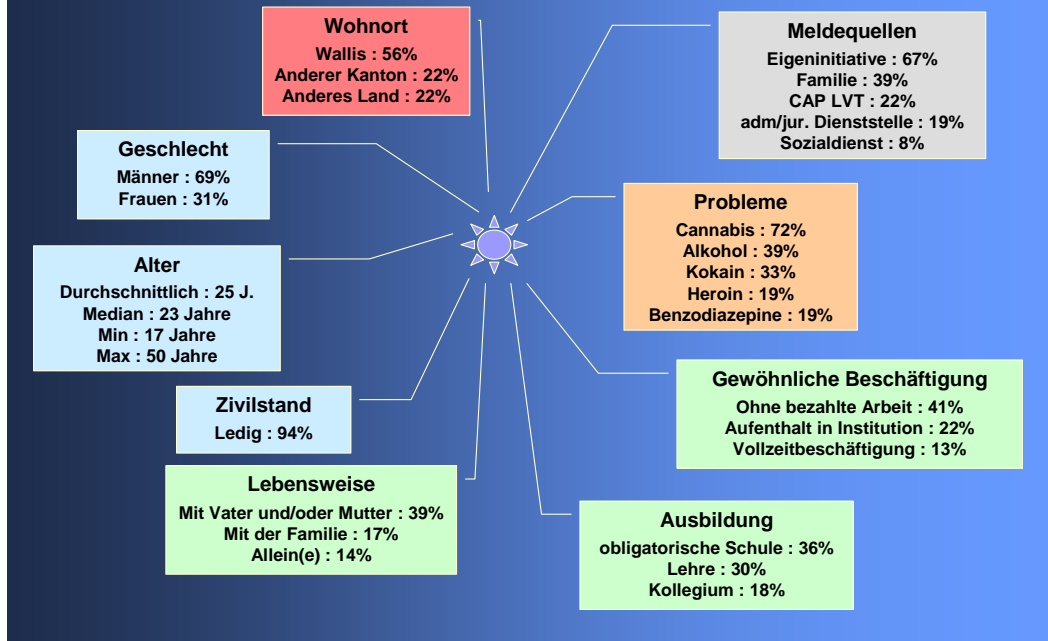 Wohnort
Wallis : 56%
Anderer Kanton : 22%
Anderes Land : 22%
Meldequellen
Eigeninitiative : 67%
Familie : 39%
CAP LVT : 22%
adm/jur. Dienststelle : 19%
Sozialdienst : 8%
Geschlecht
Männer : 69%
Frauen : 31%
Probleme
Cannabis : 72%
Alkohol : 39%
Kokain : 33%
Heroin : 19%
Benzodiazepine : 19%
Alter
Durchschnittlich : 25 J.
Median : 23 Jahre
Min : 17 Jahre
Max : 50 Jahre
Gewöhnliche Beschäftigung
Ohne bezahlte Arbeit : 41%
Aufenthalt in Institution : 22%
Vollzeitbeschäftigung : 13%
Zivilstand
Ledig : 94%
Lebensweise
Mit Vater und/oder Mutter : 39%
Mit der Familie : 17%
Allein(e) : 14%
Ausbildung
obligatorische Schule : 36%
Lehre : 30%
Kollegium : 18%